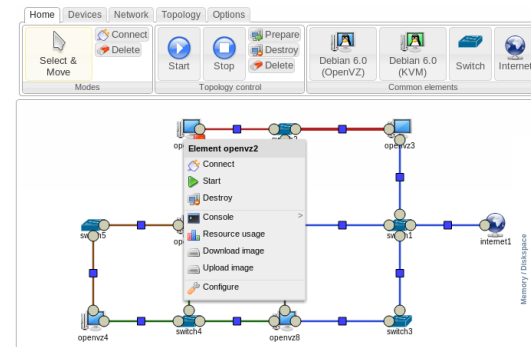 Home Devices Network Topology Options
Select & Move
Connect
Delete
Modes
Start
Stop
Prepare
Destroy
Delete
Topology control
Debian 6.0 (OpenVZ)
Debian 6.0 (KVM)
Switch
Internet
Common elements
openvz3
Element openvz2
Connect
Start
Destroy
Console >
Resource usage
Download image
Upload image
Configure
switch5
switch1
internet1
openvz4
switch4
openvz8
switch3
Memory / Diskspace